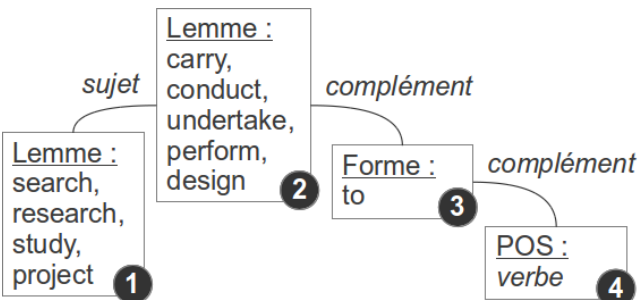 Lemme :
carry,
conduct,
undertake,
perform,
design
2
sujet
complément
Lemme :
search,
research,
study,
project
1
Forme :
to
3
complément
POS :
verbe
4